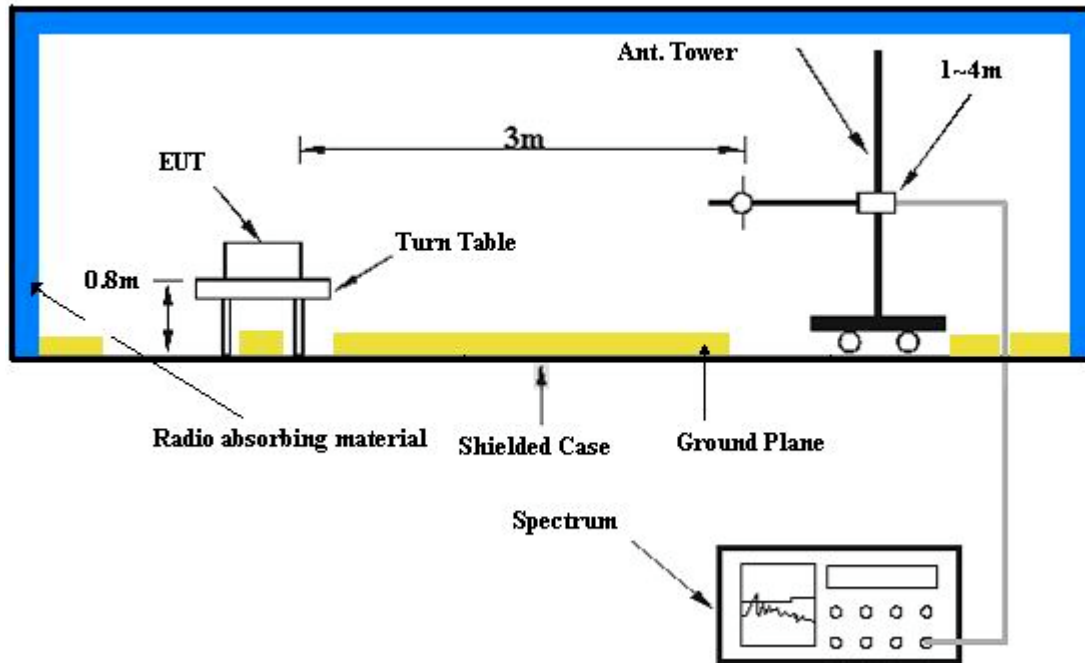 Ant. Tower
1~4m
3m
EUT
Turn Table
0.8m
Radio absorbing material
Shielded Case
Ground Plane
Spectrum